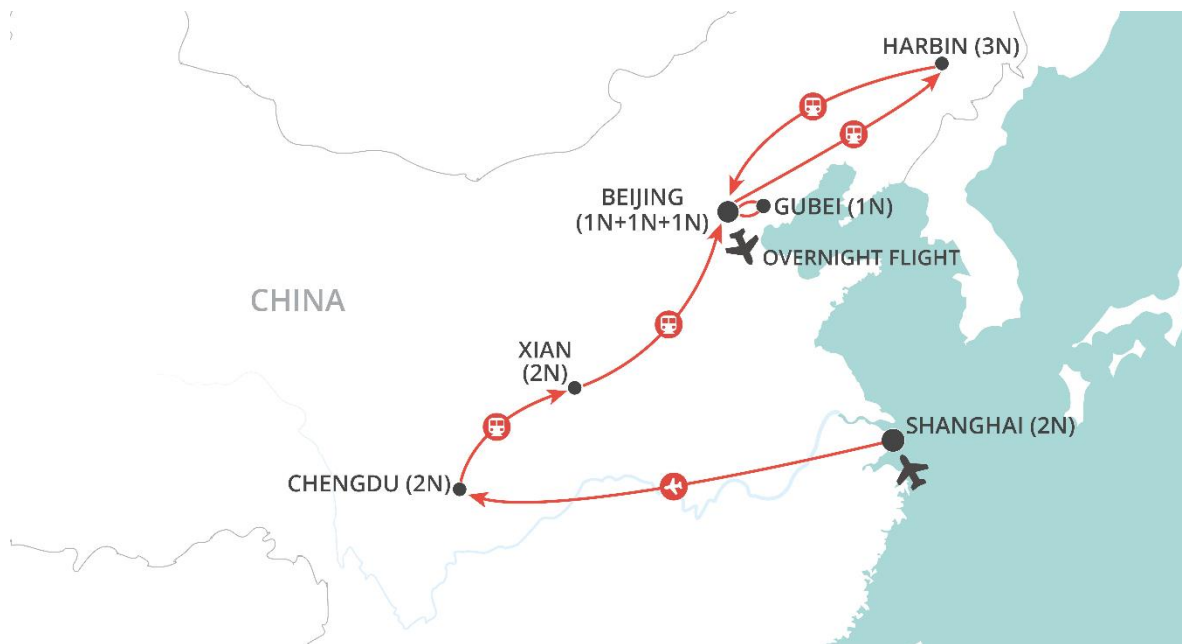 HARBIN (3N)
BEIJING
(1N+1N+1N)
GUBEI (1N)
OVERNIGHT FLIGHT
CHINA
XIAN
(2N)
SHANGHAI (2N)
CHENGDU (2N)